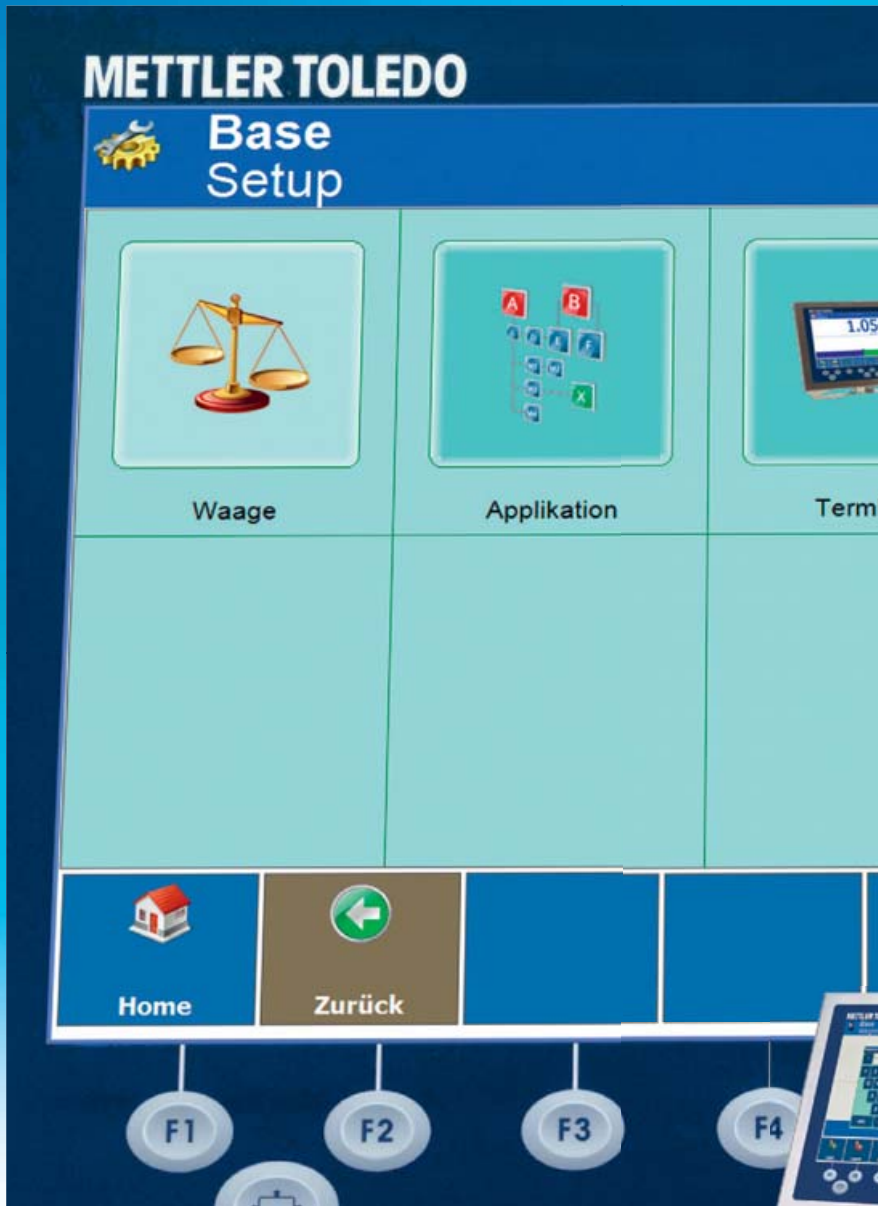 METTLER TOLEDO
Base
Setup
A
B
X
1.05
Waage
Applikation
Term
Home
Zurück
F1
F2
F3
F4